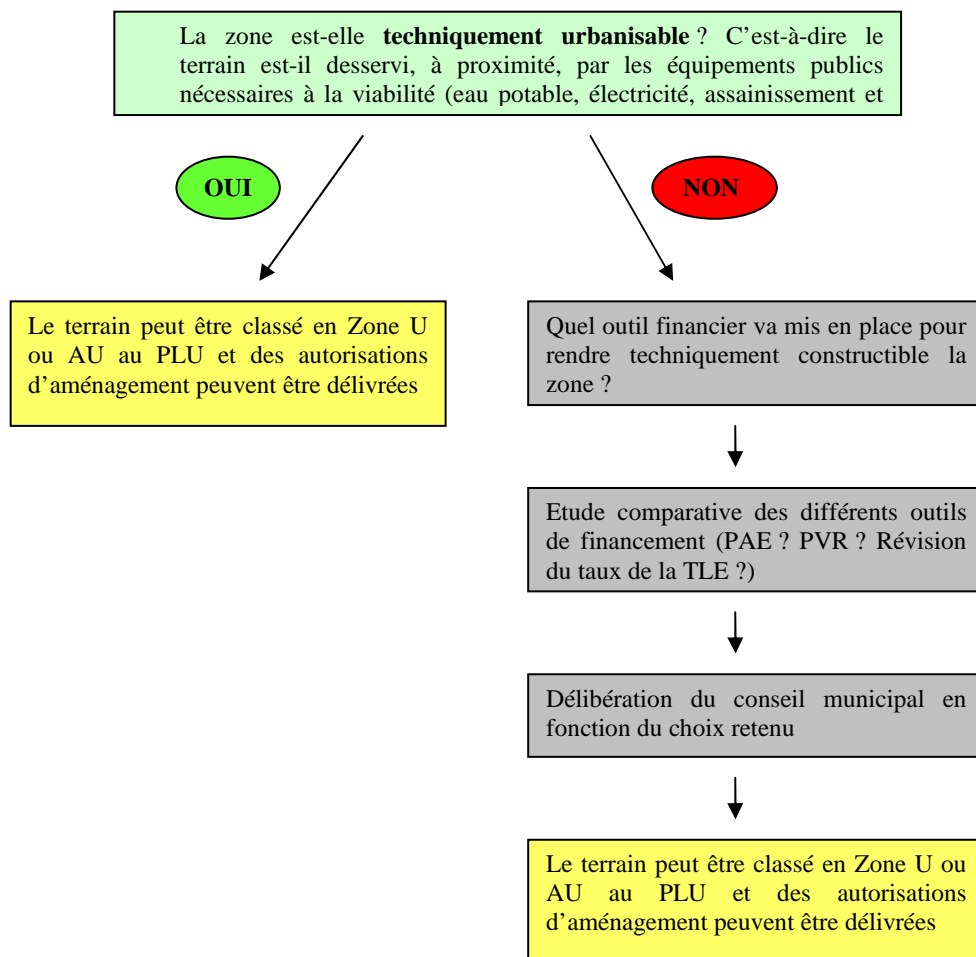 La zone est-elle techniquement urbanisable ? C'est-à-dire le
terrain est-il desservi, à proximité, par les équipements publics
nécessaires à la viabilité (eau potable, électricité, assainissement et
OUI
NON
Le terrain peut être classé en Zone U
ou AU au PLU et des autorisations
d'aménagement peuvent être délivrées
Quel outil financier va mis en place pour
rendre techniquement constructible la
zone ?
Etude comparative des différents outils
de financement (PAE ? PVR ? Révision
du taux de la TLE ?)
Délibération du conseil municipal en
fonction du choix retenu
Le terrain peut être classé en Zone U ou
AU au PLU et des autorisations
d'aménagement peuvent être délivrées